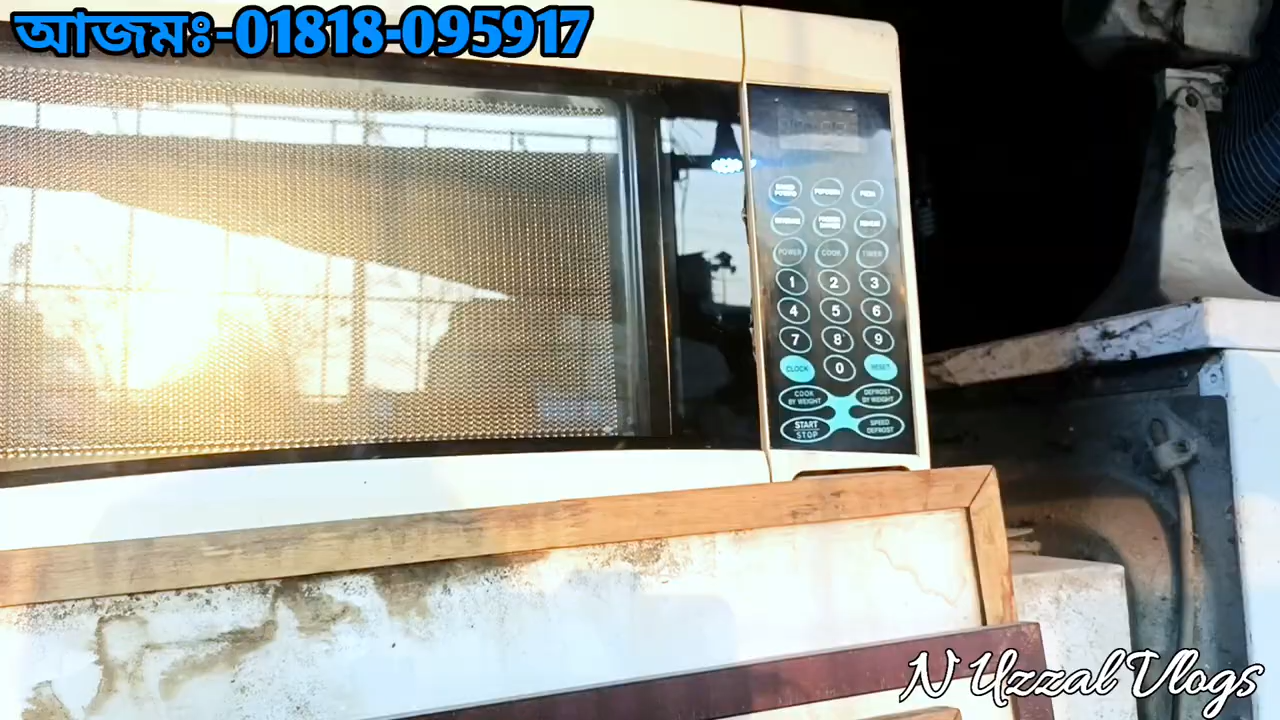 আজমঃ-01818-095917
POPCORN
POWER COOK TIMER
1 2 3
4 5 6
7 8 9
CLOCK 0 RESET
COOK BY WEIGHT
DEFROST BY WEIGHT
START STOP
SPEED DEFROST
N Uzzal Vlogs